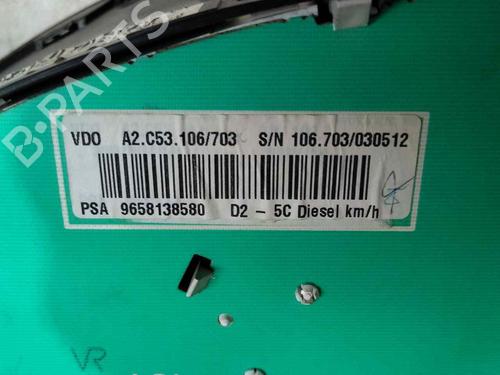 B-PARTS
VDO A2.C53.106/703 S/N 106.703/030512
PSA 9658138580 D2 - 5C Diesel km/h
VR